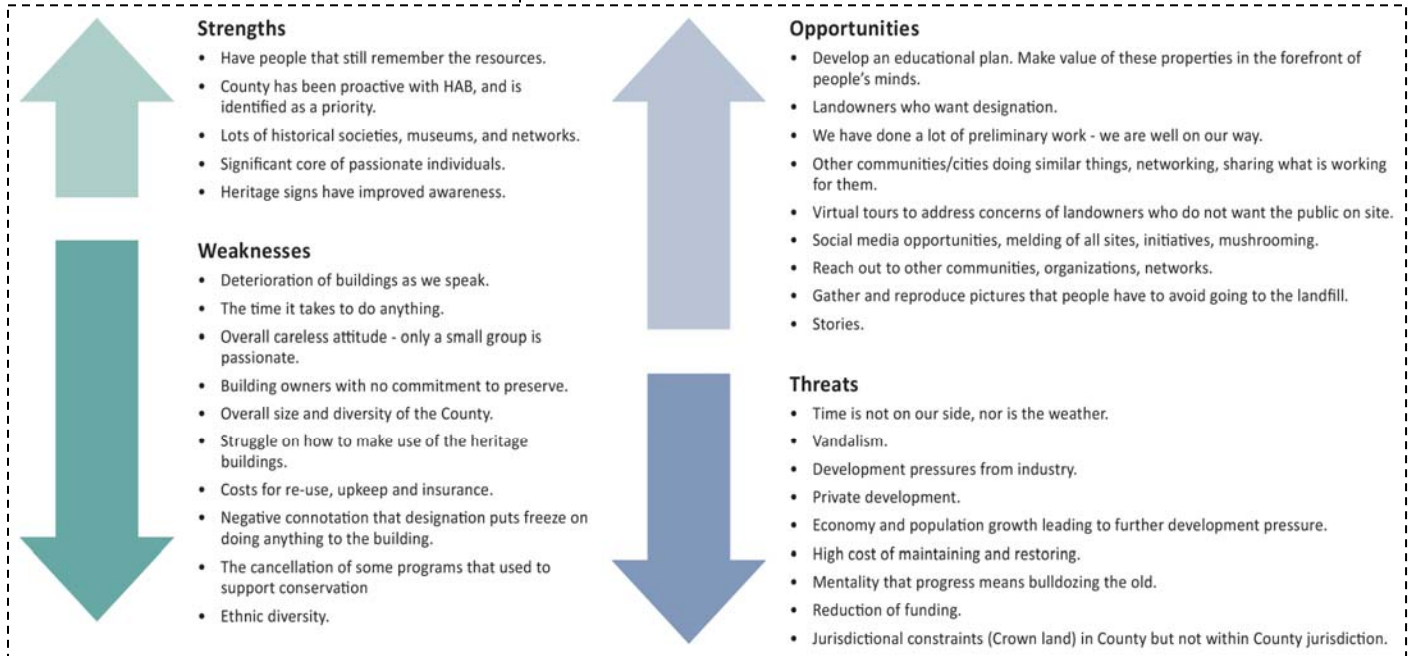 Strengths
• Have people that still remember the resources.
• County has been proactive with HAB, and is
identified as a priority.
• Lots of historical societies, museums, and networks.
• Significant core of passionate individuals.
• Heritage signs have improved awareness.
Weaknesses
• Deterioration of buildings as we speak.
• The time it takes to do anything.
• Overall careless attitude - only a small group is
passionate.
• Building owners with no commitment to preserve.
• Overall size and diversity of the County.
• Struggle on how to make use of the heritage
buildings.
• Costs for re-use, upkeep and insurance.
• Negative connotation that designation puts freeze on
doing anything to the building.
• The cancellation of some programs that used to
support conservation
• Ethnic diversity.
Opportunities
• Develop an educational plan. Make value of these properties in the forefront of
people's minds.
• Landowners who want designation.
• We have done a lot of preliminary work - we are well on our way.
• Other communities/cities doing similar things, networking, sharing what is working
for them.
• Virtual tours to address concerns of landowners who do not want the public on site.
• Social media opportunities, melding of all sites, initiatives, mushrooming.
• Reach out to other communities, organizations, networks.
• Gather and reproduce pictures that people have to avoid going to the landfill.
• Stories.
Threats
• Time is not on our side, nor is the weather.
• Vandalism.
• Development pressures from industry.
• Private development.
• Economy and population growth leading to further development pressure.
• High cost of maintaining and restoring.
• Mentality that progress means bulldozing the old.
• Reduction of funding.
• Jurisdictional constraints (Crown land) in County but not within County jurisdiction.